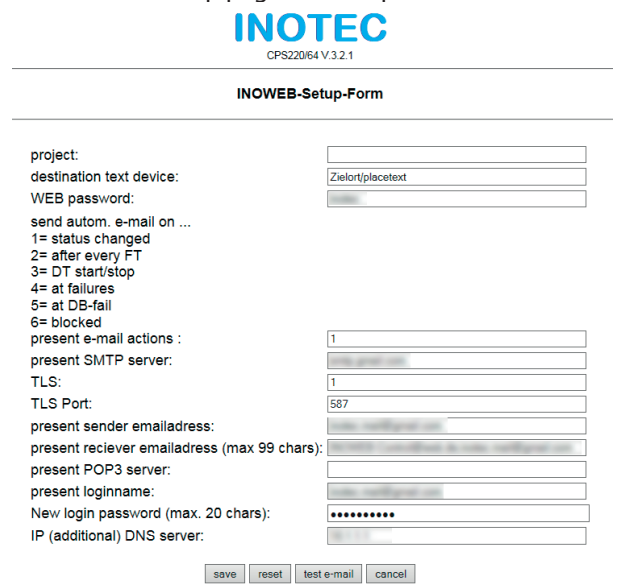 INOTEC
CPS220/64 V.3.2.1
INOWEB-Setup-Form
project:
destination text device: Zielort/placetext
WEB password:
send autom. e-mail on ...
1= status changed
2= after every FT
3= DT start/stop
4= at failures
5= at DB-fail
6= blocked
present e-mail actions : 1
present SMTP server:
TLS: 1
TLS Port: 587
present sender emailadress:
present reciever emailadress (max 99 chars):
present POP3 server:
present loginname:
New login password (max. 20 chars): ●●●●●●●●●●
IP (additional) DNS server:
save reset test e-mail cancel